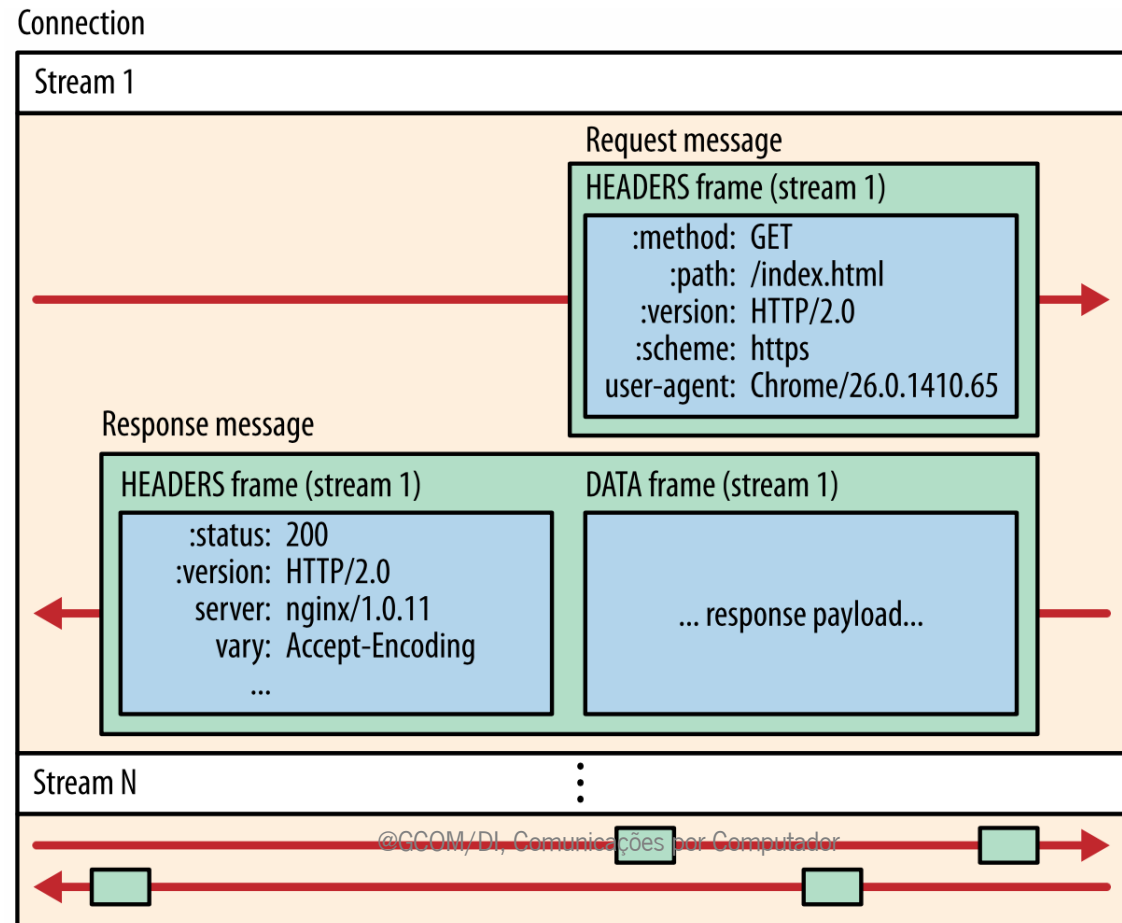 Connection
Stream 1
Request message
HEADERS frame (stream 1)
:method: GET
:path: /index.html
:version: HTTP/2.0
:scheme: https
user-agent: Chrome/26.0.1410.65
Response message
HEADERS frame (stream 1)
:status: 200
:version: HTTP/2.0
server: nginx/1.0.11
vary: Accept-Encoding
...
DATA frame (stream 1)
... response payload...
Stream N
@GCOM/DI, Comunicações por Computador